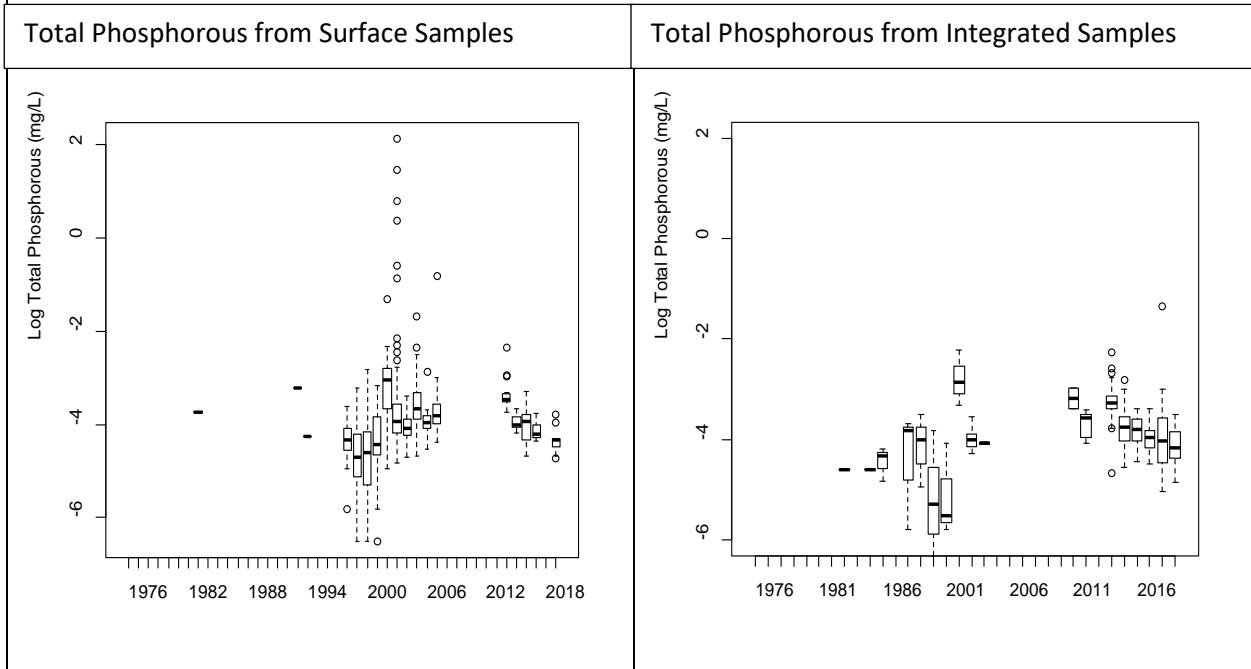 Total Phosphorous from Surface Samples
Total Phosphorous from Integrated Samples
Log Total Phosphorous (mg/L)
2
0
-2
-4
-6
1976 1982 1988 1994 2000 2006 2012 2018
Log Total Phosphorous (mg/L)
2
0
-2
-4
-6
1976 1981 1986 2001 2006 2011 2016